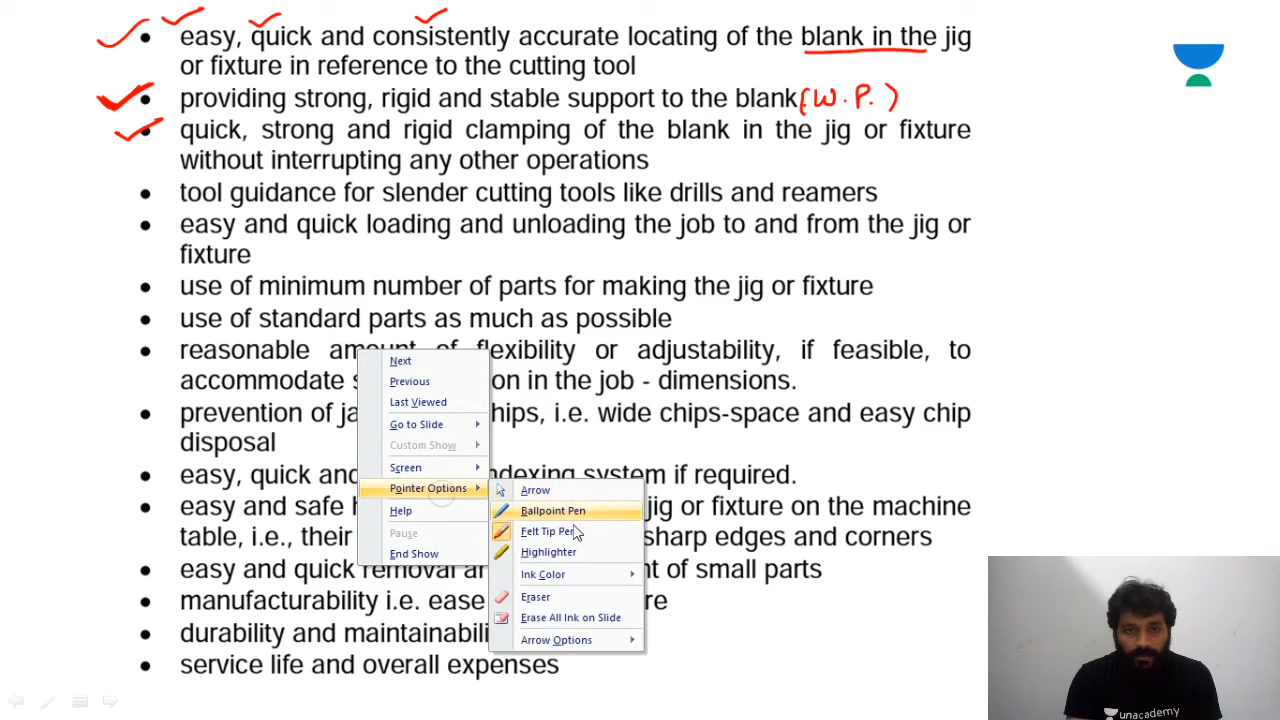 • easy, quick and consistently accurate locating of the blank in the jig
or fixture in reference to the cutting tool
• providing strong, rigid and stable support to the blank (W.P.)
• quick, strong and rigid clamping of the blank in the jig or fixture
without interrupting any other operations
• tool guidance for slender cutting tools like drills and reamers
• easy and quick loading and unloading the job to and from the jig or
fixture
• use of minimum number of parts for making the jig or fixture
• use of standard parts as much as possible
• reasonable amount of flexibility or adjustability, if feasible, to
accommodate s on in the job - dimensions.
• prevention of ja hips, i.e. wide chips-space and easy chip
disposal
• easy, quick and ndexing system if required.
• easy and safe h jig or fixture on the machine
table, i.e., their sharp edges and corners
• easy and quick removal an nt of small parts
• manufacturability i.e. ease re
• durability and maintainabili
• service life and overall expenses
Next
Previous
Last Viewed
Go to Slide
Custom Show
Screen
Pointer Options
Help
Pause
End Show
Arrow
Ballpoint Pen
Felt Tip Pen
Highlighter
Ink Color
Eraser
Erase All Ink on Slide
Arrow Options
unacademy